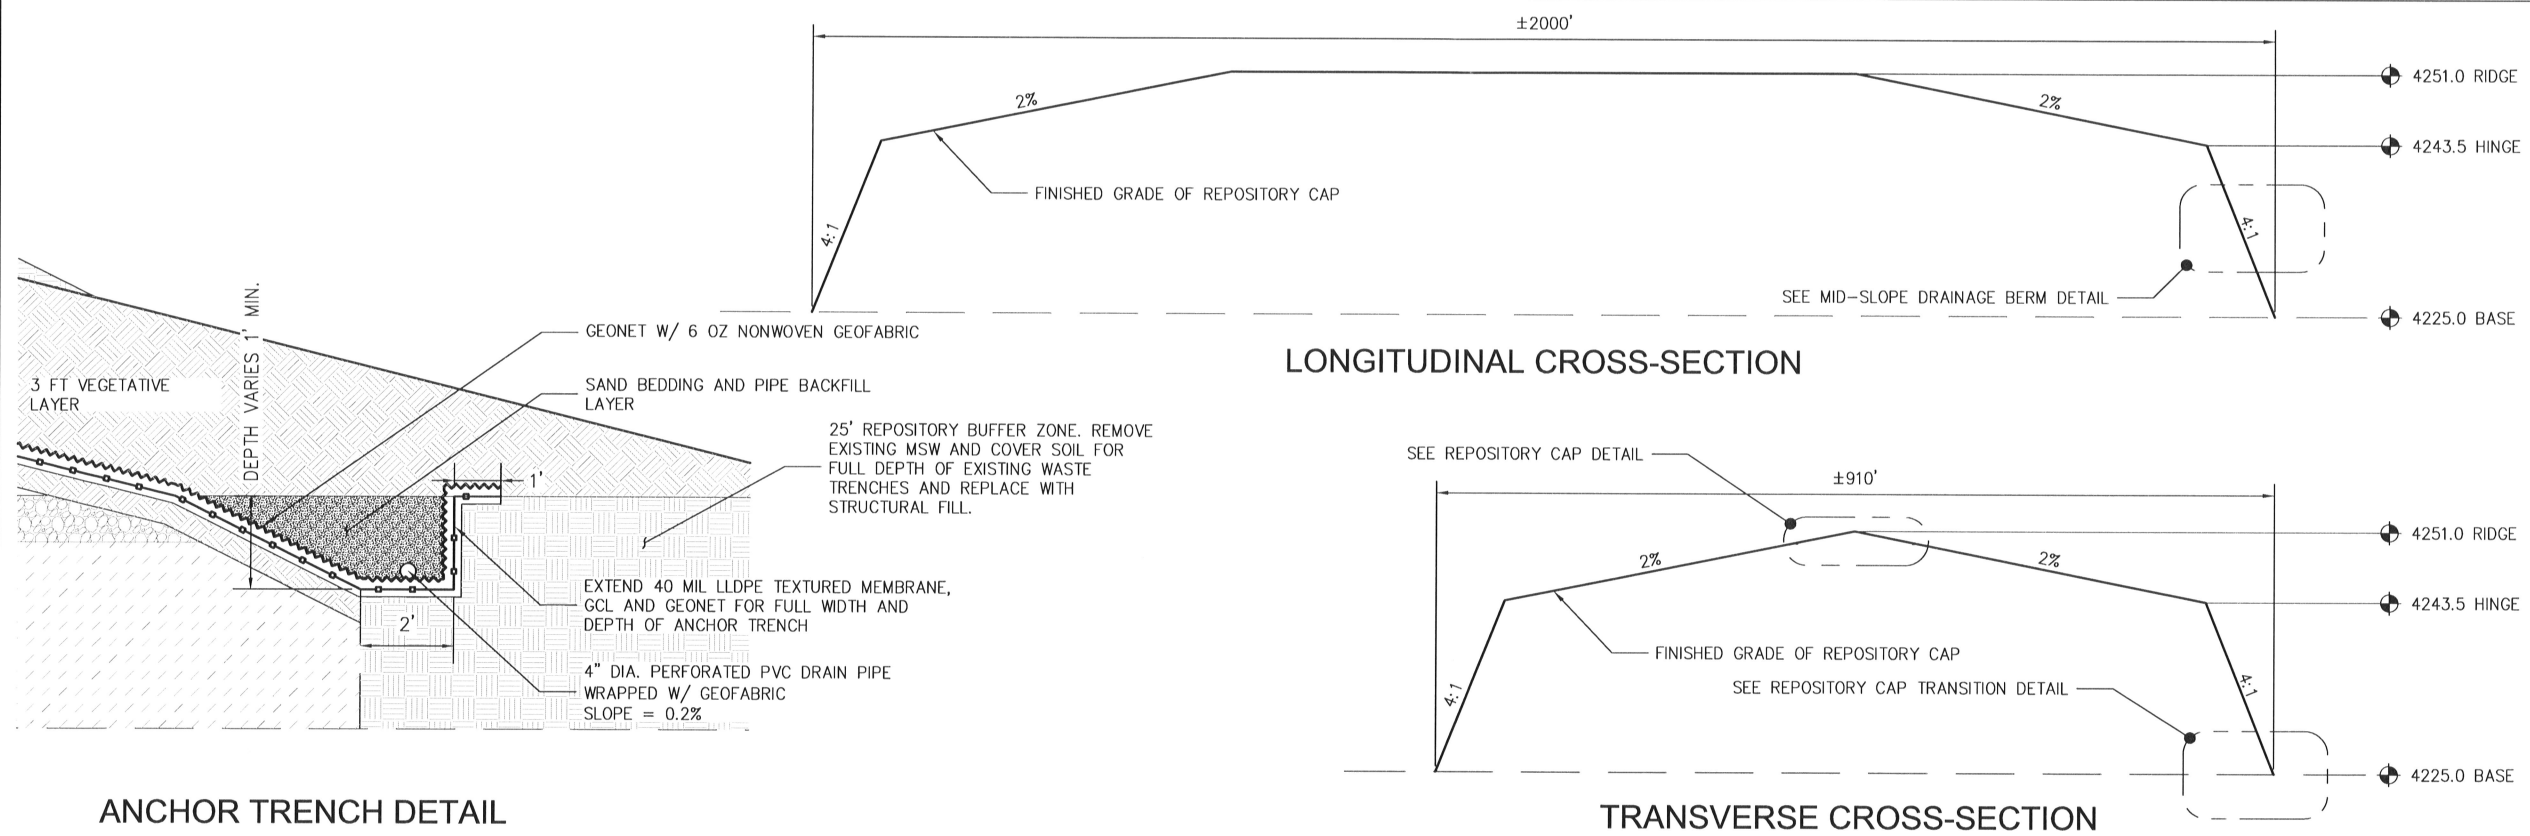 ±2000'
4251.0 RIDGE
2%
2%
4243.5 HINGE
FINISHED GRADE OF REPOSITORY CAP
4:1
4:1
SEE MID-SLOPE DRAINAGE BERM DETAIL
4225.0 BASE
LONGITUDINAL CROSS-SECTION
DEPTH VARIES 1' MIN.
GEONET W/ 6 OZ NONWOVEN GEOFABRIC
3 FT VEGETATIVE
LAYER
SAND BEDDING AND PIPE BACKFILL
LAYER
25' REPOSITORY BUFFER ZONE. REMOVE
EXISTING MSW AND COVER SOIL FOR
FULL DEPTH OF EXISTING WASTE
TRENCHES AND REPLACE WITH
STRUCTURAL FILL.
1'
EXTEND 40 MIL LLDPE TEXTURED MEMBRANE,
GCL AND GEONET FOR FULL WIDTH AND
DEPTH OF ANCHOR TRENCH
2'
4" DIA. PERFORATED PVC DRAIN PIPE
WRAPPED W/ GEOFABRIC
SLOPE = 0.2%
ANCHOR TRENCH DETAIL
SEE REPOSITORY CAP DETAIL
±910'
4251.0 RIDGE
2%
2%
4243.5 HINGE
FINISHED GRADE OF REPOSITORY CAP
SEE REPOSITORY CAP TRANSITION DETAIL
4:1
4:1
4225.0 BASE
TRANSVERSE CROSS-SECTION